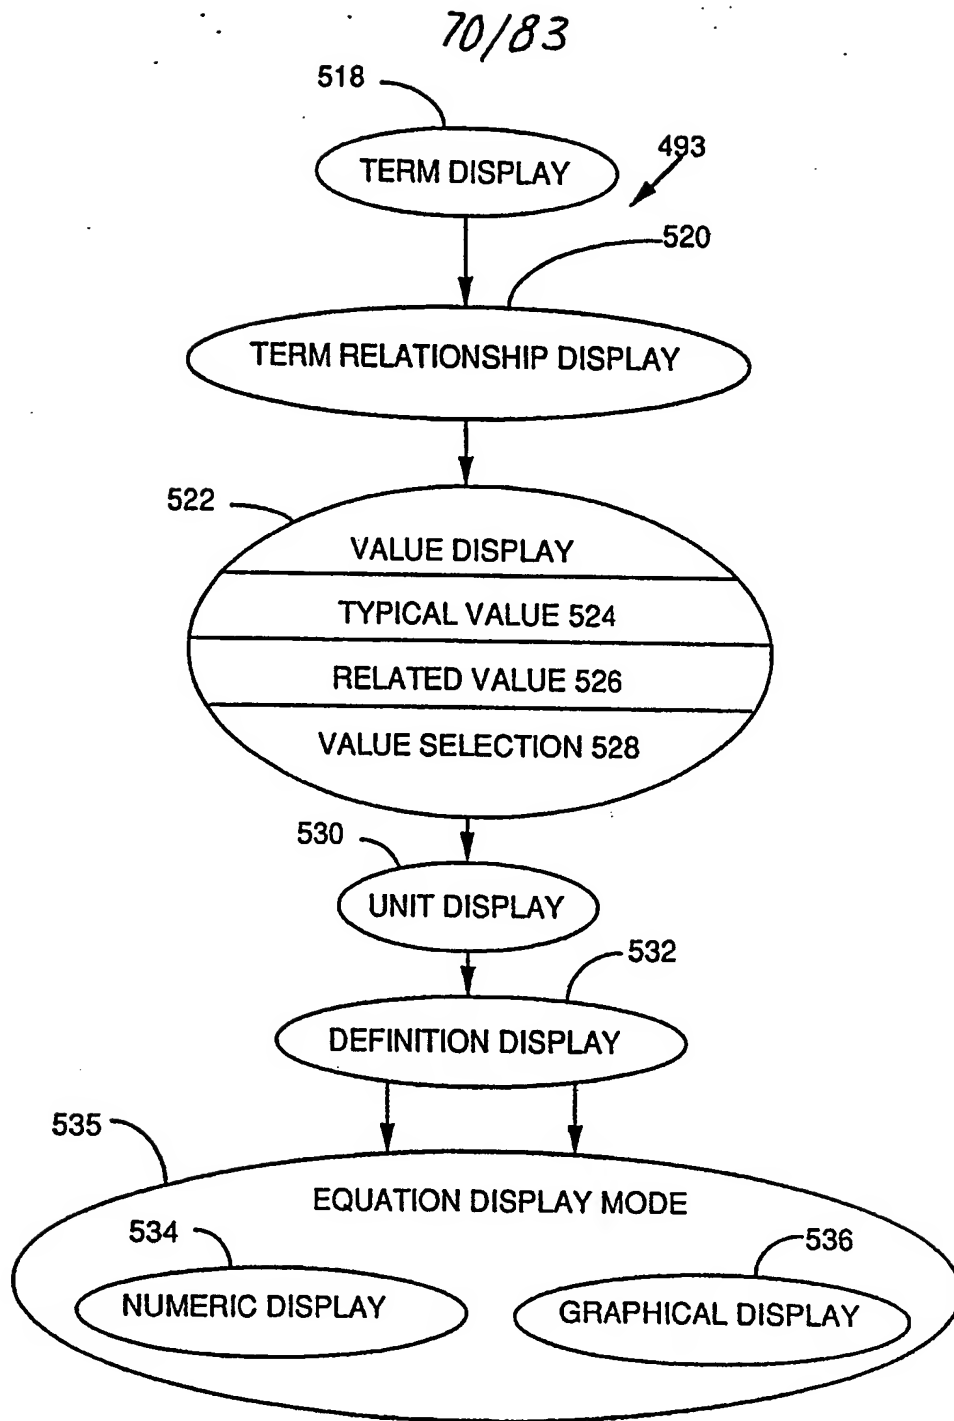 70/83
518
TERM DISPLAY
493
520
TERM RELATIONSHIP DISPLAY
522
VALUE DISPLAY
TYPICAL VALUE 524
RELATED VALUE 526
VALUE SELECTION 528
530
UNIT DISPLAY
532
DEFINITION DISPLAY
535
EQUATION DISPLAY MODE
534
536
NUMERIC DISPLAY
GRAPHICAL DISPLAY